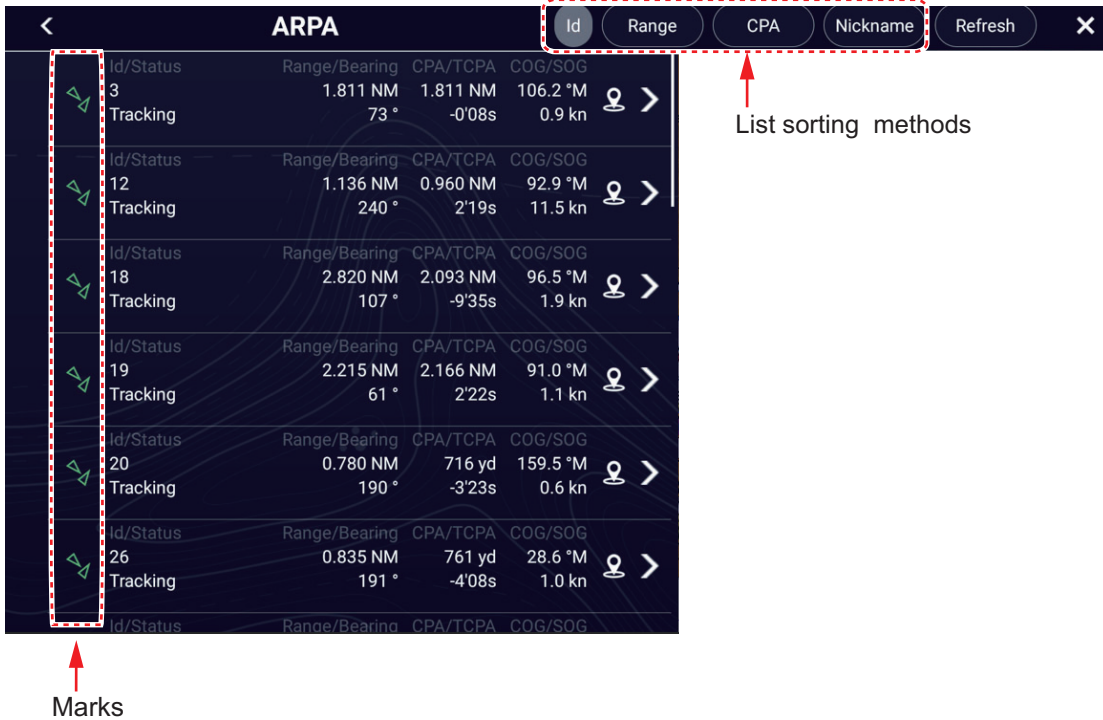 ARPA Id Range CPA Nickname Refresh
List sorting methods
Id/Status Range/Bearing CPA/TCPA COG/SOG
3 1.811 NM 1.811 NM 106.2 °M
Tracking 73 ° -0'08s 0.9 kn
Id/Status Range/Bearing CPA/TCPA COG/SOG
12 1.136 NM 0.960 NM 92.9 °M
Tracking 240 ° 2'19s 11.5 kn
Id/Status Range/Bearing CPA/TCPA COG/SOG
18 2.820 NM 2.093 NM 96.5 °M
Tracking 107 ° -9'35s 1.9 kn
Id/Status Range/Bearing CPA/TCPA COG/SOG
19 2.215 NM 2.166 NM 91.0 °M
Tracking 61 ° 2'22s 1.1 kn
Id/Status Range/Bearing CPA/TCPA COG/SOG
20 0.780 NM 716 yd 159.5 °M
Tracking 190 ° -3'23s 0.6 kn
Id/Status Range/Bearing CPA/TCPA COG/SOG
26 0.835 NM 761 yd 28.6 °M
Tracking 191 ° -4'08s 1.0 kn
Id/Status Range/Bearing CPA/TCPA COG/SOG
Marks